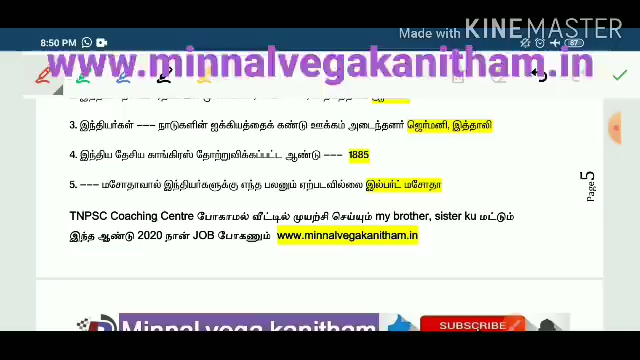 Made with KINEMASTER
8:50 PM
87
www.minnalvegakanitham.in
3. இந்தியர்கள் --- நாடுகளின் ஐக்கியத்தைக் கண்டு ஊக்கம் அடைந்தனர் ஜெர்மனி, இத்தாலி
4. இந்திய தேசிய காங்கிரஸ் தோற்றுவிக்கப்பட்ட ஆண்டு --- 1885
5. --- மசோதாவால் இந்தியர்களுக்கு எந்த பலனும் ஏற்படவில்லை இல்பர்ட் மசோதா
Page5
TNPSC Coaching Centre போகாமல் வீட்டில் முயற்சி செய்யும் my brother, sister ku மட்டும்
இந்த ஆண்டு 2020 நான் JOB போகணும் www.minnalvegakanitham.in
Minnal vega kanitham
SUBSCRIBE